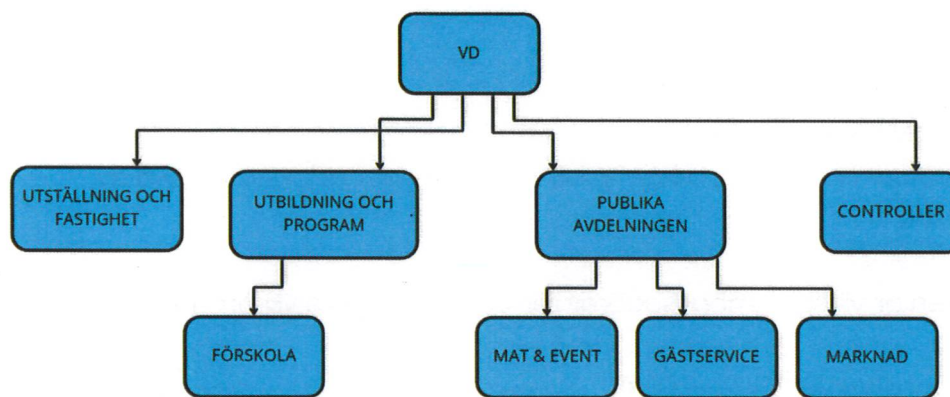 VD
UTSTÄLLNING OCH
FASTIGHET
UTBILDNING OCH
PROGRAM
PUBLIKA
AVDELNINGEN
CONTROLLER
FÖRSKOLA
MAT & EVENT
GÄSTSERVICE
MARKNAD